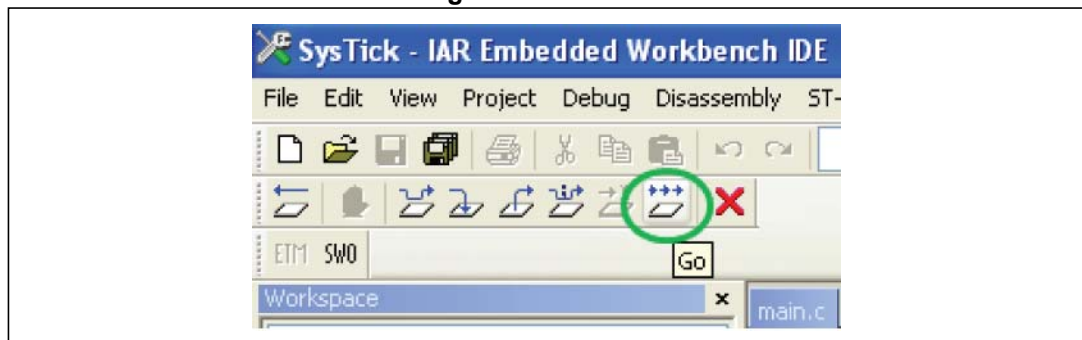 SysTick - IAR Embedded Workbench IDE
File Edit View Project Debug Disassembly ST-
ETM SWO
Go
Workspace
main.c